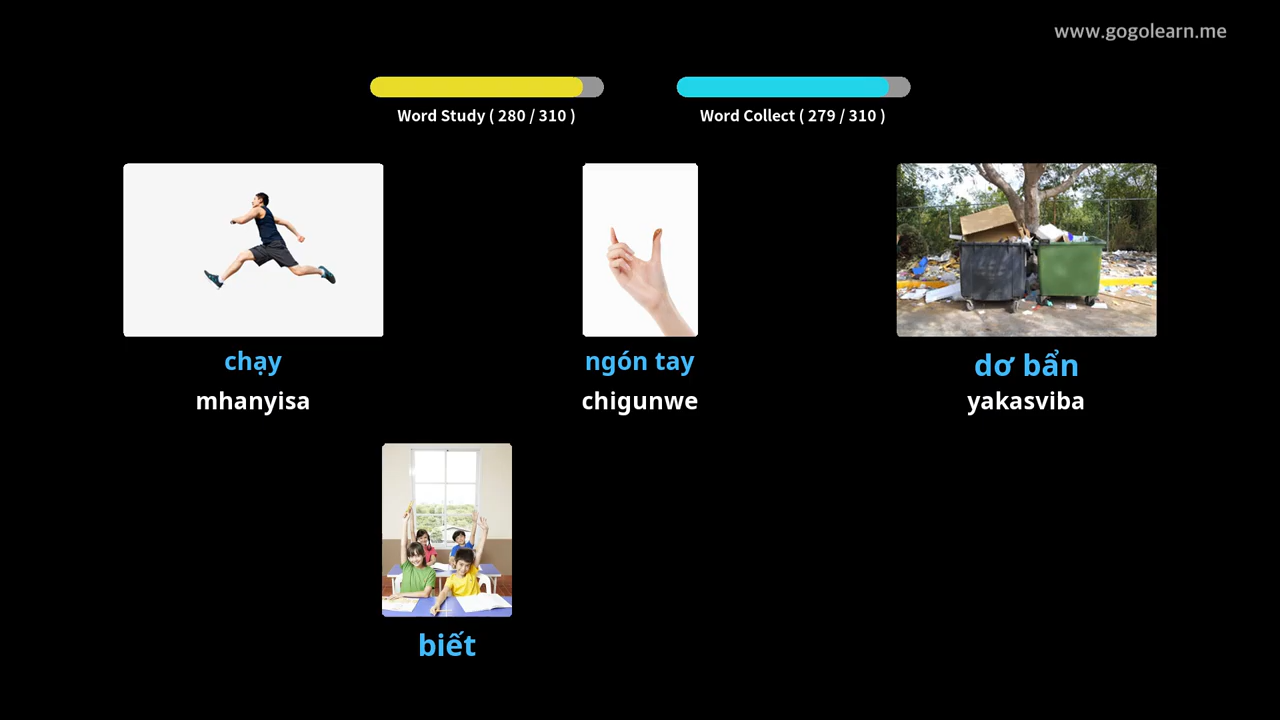 www.gogolearn.me
Word Study ( 280 / 310 )
Word Collect ( 279 / 310 )
chạy
mhanyisa
ngón tay
chigunwe
dơ bẩn
yakasviba
biết